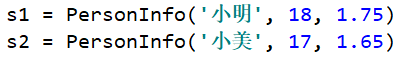 s1 = PersonInfo('小明', 18, 1.75)
s2 = PersonInfo('小美', 17, 1.65)